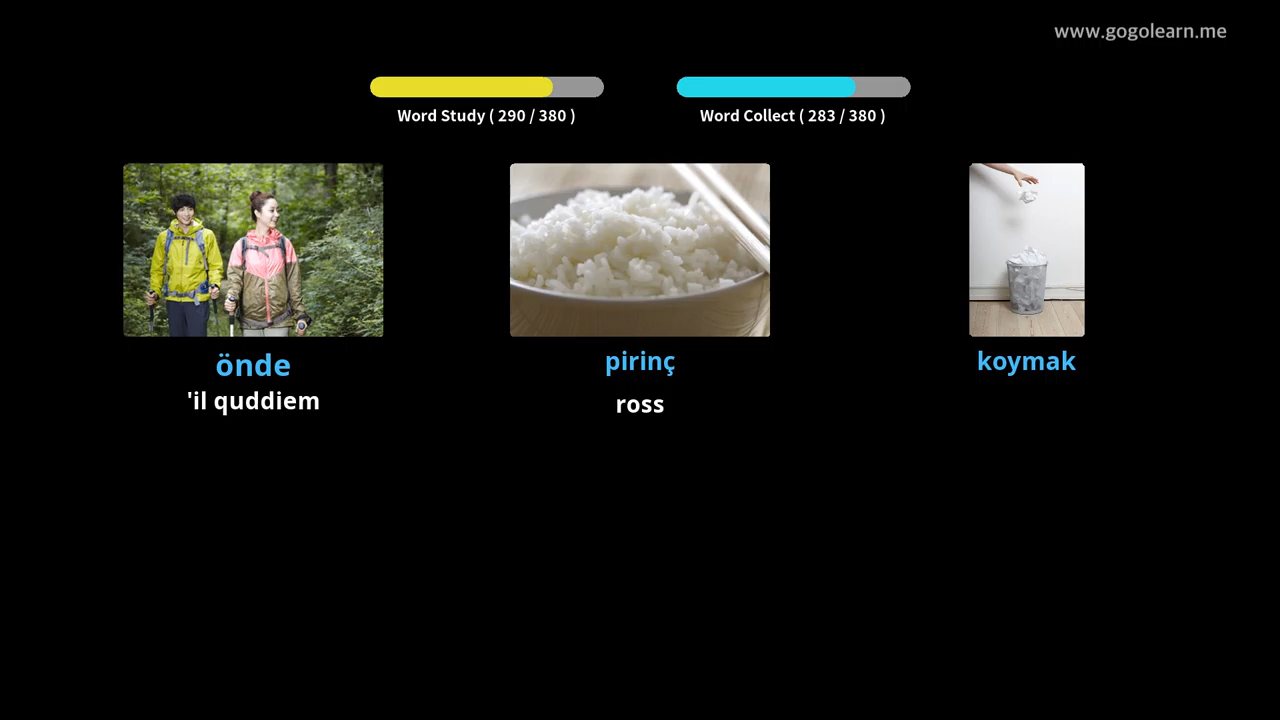 www.gogolearn.me
Word Study ( 290 / 380 )
Word Collect ( 283 / 380 )
önde
'il quddiem
pirinç
ross
koymak